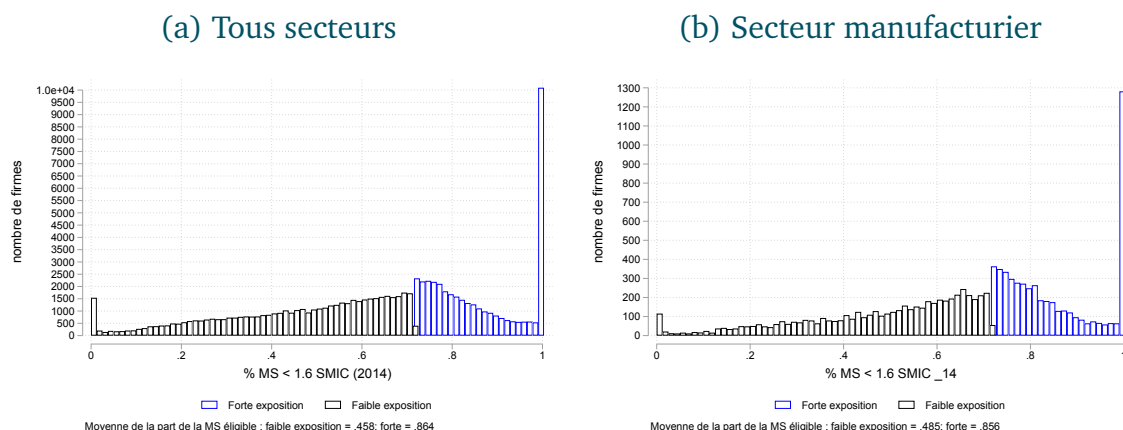 (a) Tous secteurs
1.0e+04
9500
9000
8500
8000
7500
7000
6500
6000
5500
5000
4500
4000
3500
3000
2500
2000
1500
1000
500
0
nombre de firmes
0 .2 .4 .6 .8 1
% MS < 1.6 SMIC (2014)
Forte exposition Faible exposition
Moyenne de la part de la MS éligible : faible exposition = .458; forte = .864
(b) Secteur manufacturier
1300
1200
1100
1000
900
800
700
600
500
400
300
200
100
0
nombre de firmes
0 .2 .4 .6 .8 1
% MS < 1.6 SMIC _14
Forte exposition Faible exposition
Moyenne de la part de la MS éligible : faible exposition = .485; forte = .856